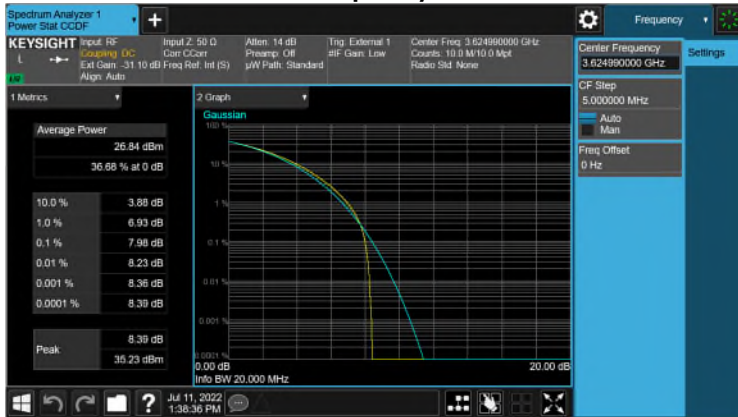 Spectrum Analyzer 1
Power Stat CCDF
Frequency
KEYSIGHT
L
Input: RF
Coupling: DC
Ext Gain: -31.10 dB
Align: Auto
Input Z: 50 Ω
Corr CCorr
Freq Ref: Int (S)
Atten: 14 dB
Preamp: Off
µW Path: Standard
Trig: External 1
#IF Gain: Low
Center Freq: 3.624990000 GHz
Counts: 10.0 M/10.0 Mpt
Radio Std: None
Center Frequency
3.624990000 GHz
Settings
CF Step
5.000000 MHz
Auto
Man
Freq Offset
0 Hz
1 Metrics
2 Graph
Gaussian
Average Power
26.84 dBm
36.68 % at 0 dB
10.0 % 3.88 dB
1.0 % 6.93 dB
0.1 % 7.98 dB
0.01 % 8.23 dB
0.001 % 8.36 dB
0.0001 % 8.39 dB
Peak
8.39 dB
35.23 dBm
100 %
10 %
1 %
0.1 %
0.01 %
0.001 %
0.0001 %
0.00 dB
20.00 dB
Info BW 20.000 MHz
?
Jul 11, 2022
1:38:36 PM